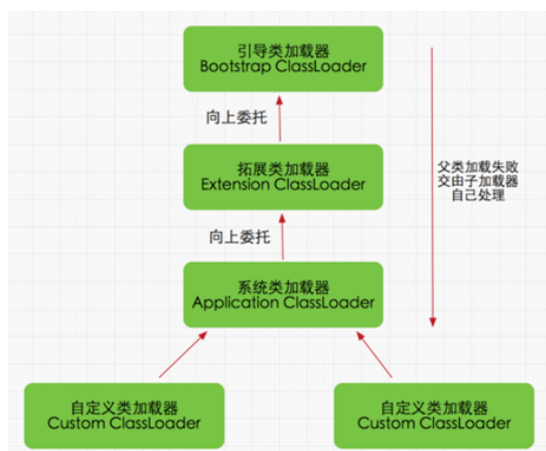 引导类加载器
Bootstrap ClassLoader
向上委托
拓展类加载器
Extension ClassLoader
父类加载失败
交由子加载器
自己处理
向上委托
系统类加载器
Application ClassLoader
自定义类加载器
Custom ClassLoader
自定义类加载器
Custom ClassLoader